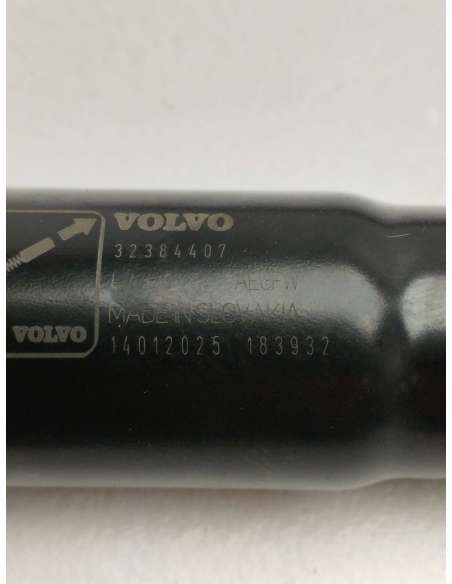 VOLVO
32384407
MADE IN SLOVAKIA
14012025 183932
VOLVO